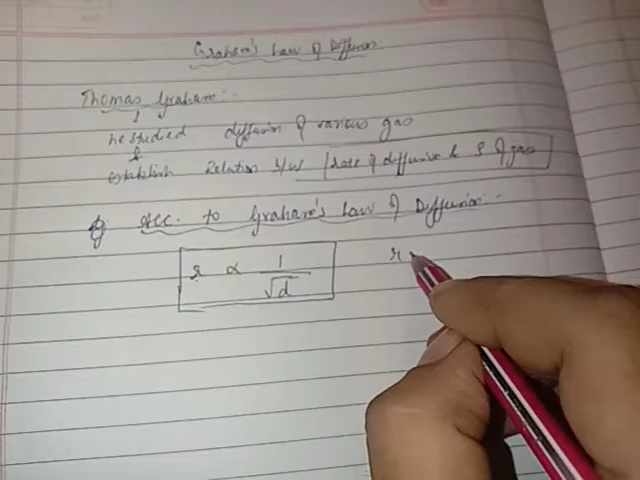 Graham's Law of Diffusion
Thomas Graham:-
he studied diffusion of various gas
&
establish Relation b/w [rate of diffusion & ρ of gas]
Acc. to Graham's Law of Diffusion:-
r ∝ 1/√d
r